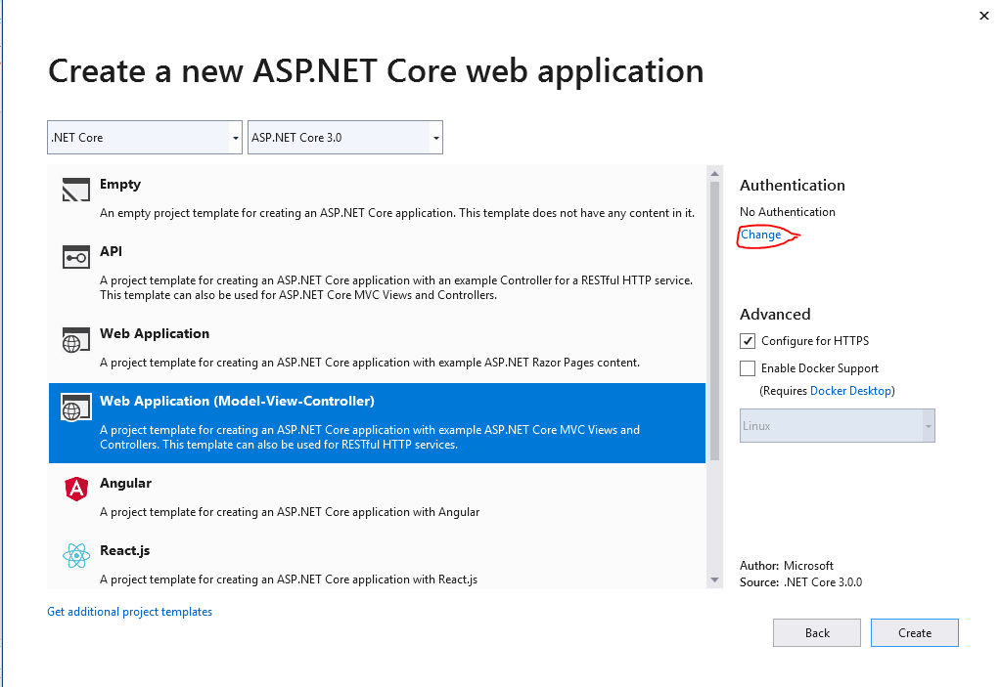 Create a new ASP.NET Core web application
.NET Core
ASP.NET Core 3.0
Empty
An empty project template for creating an ASP.NET Core application. This template does not have any content in it.
API
A project template for creating an ASP.NET Core application with an example Controller for a RESTful HTTP service.
This template can also be used for ASP.NET Core MVC Views and Controllers.
Web Application
A project template for creating an ASP.NET Core application with example ASP.NET Razor Pages content.
Web Application (Model-View-Controller)
A project template for creating an ASP.NET Core application with example ASP.NET Core MVC Views and
Controllers. This template can also be used for RESTful HTTP services.
Angular
A project template for creating an ASP.NET Core application with Angular
React.js
A project template for creating an ASP.NET Core application with React.js
Get additional project templates
Authentication
No Authentication
Change
Advanced
Configure for HTTPS
Enable Docker Support
(Requires Docker Desktop)
Linux
Author: Microsoft
Source: .NET Core 3.0.0
Back
Create